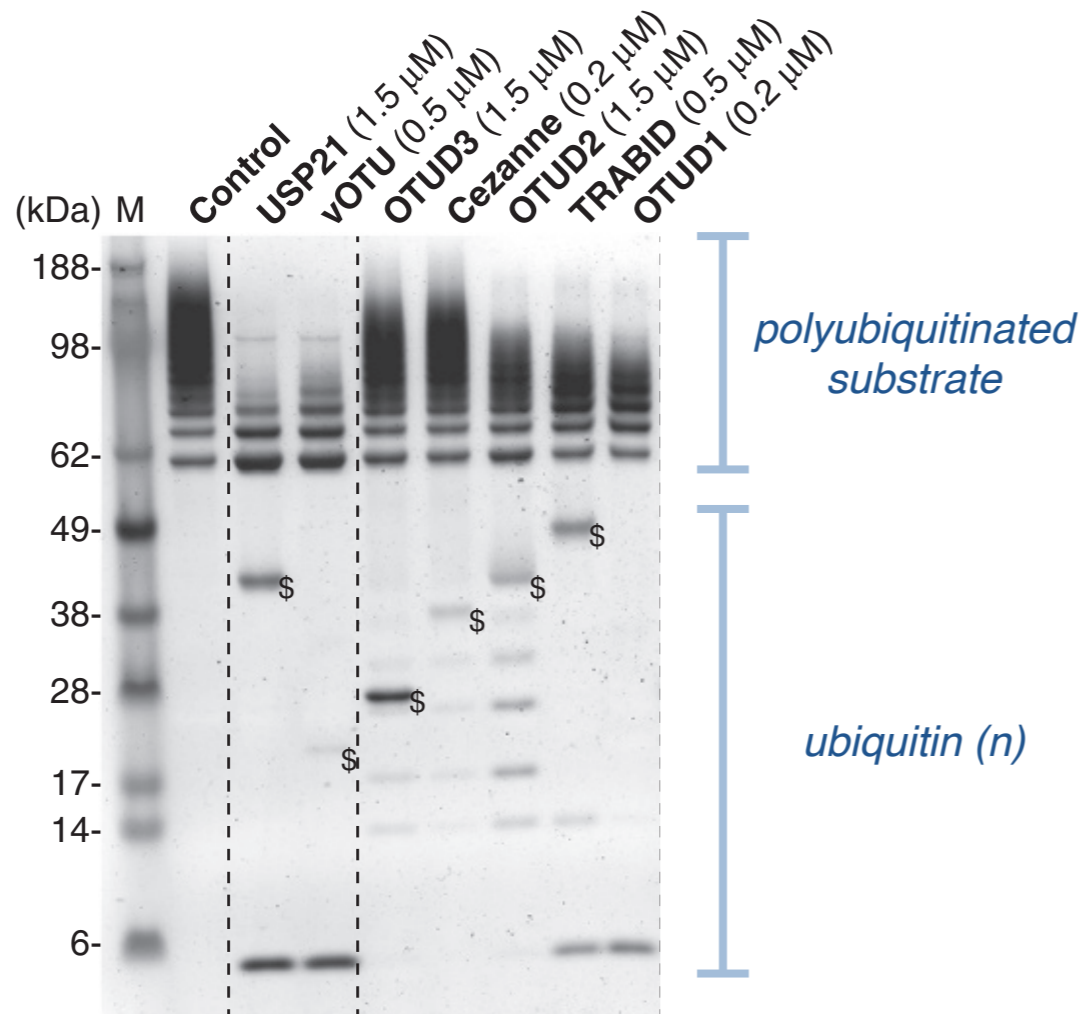 Control
USP21 (1.5 μM)
vOTU (0.5 μM)
OTUD3 (1.5 μM)
Cezanne (0.2 μM)
OTUD2 (1.5 μM)
TRABID (0.5 μM)
OTUD1 (0.2 μM)
(kDa) M
188-
98-
62-
49-
38-
28-
17-
14-
6-
$
$
$
$
$
$
polyubiquitinated
substrate
ubiquitin (n)